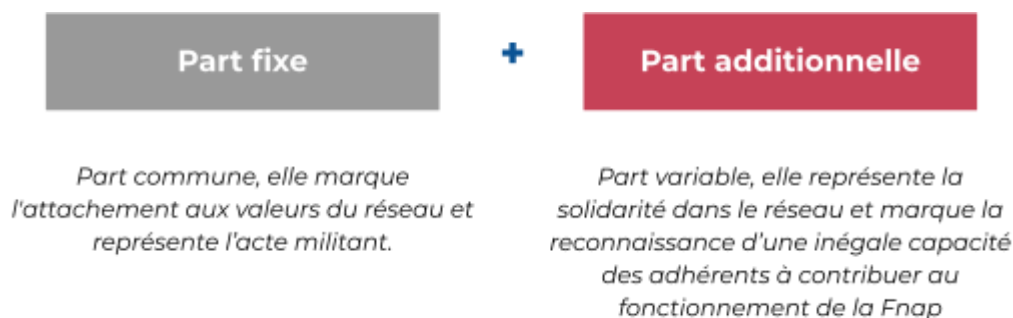 Part fixe
+
Part additionnelle
Part commune, elle marque
l'attachement aux valeurs du réseau et
représente l'acte militant.
Part variable, elle représente la
solidarité dans le réseau et marque la
reconnaissance d'une inégale capacité
des adhérents à contribuer au
fonctionnement de la Fnap